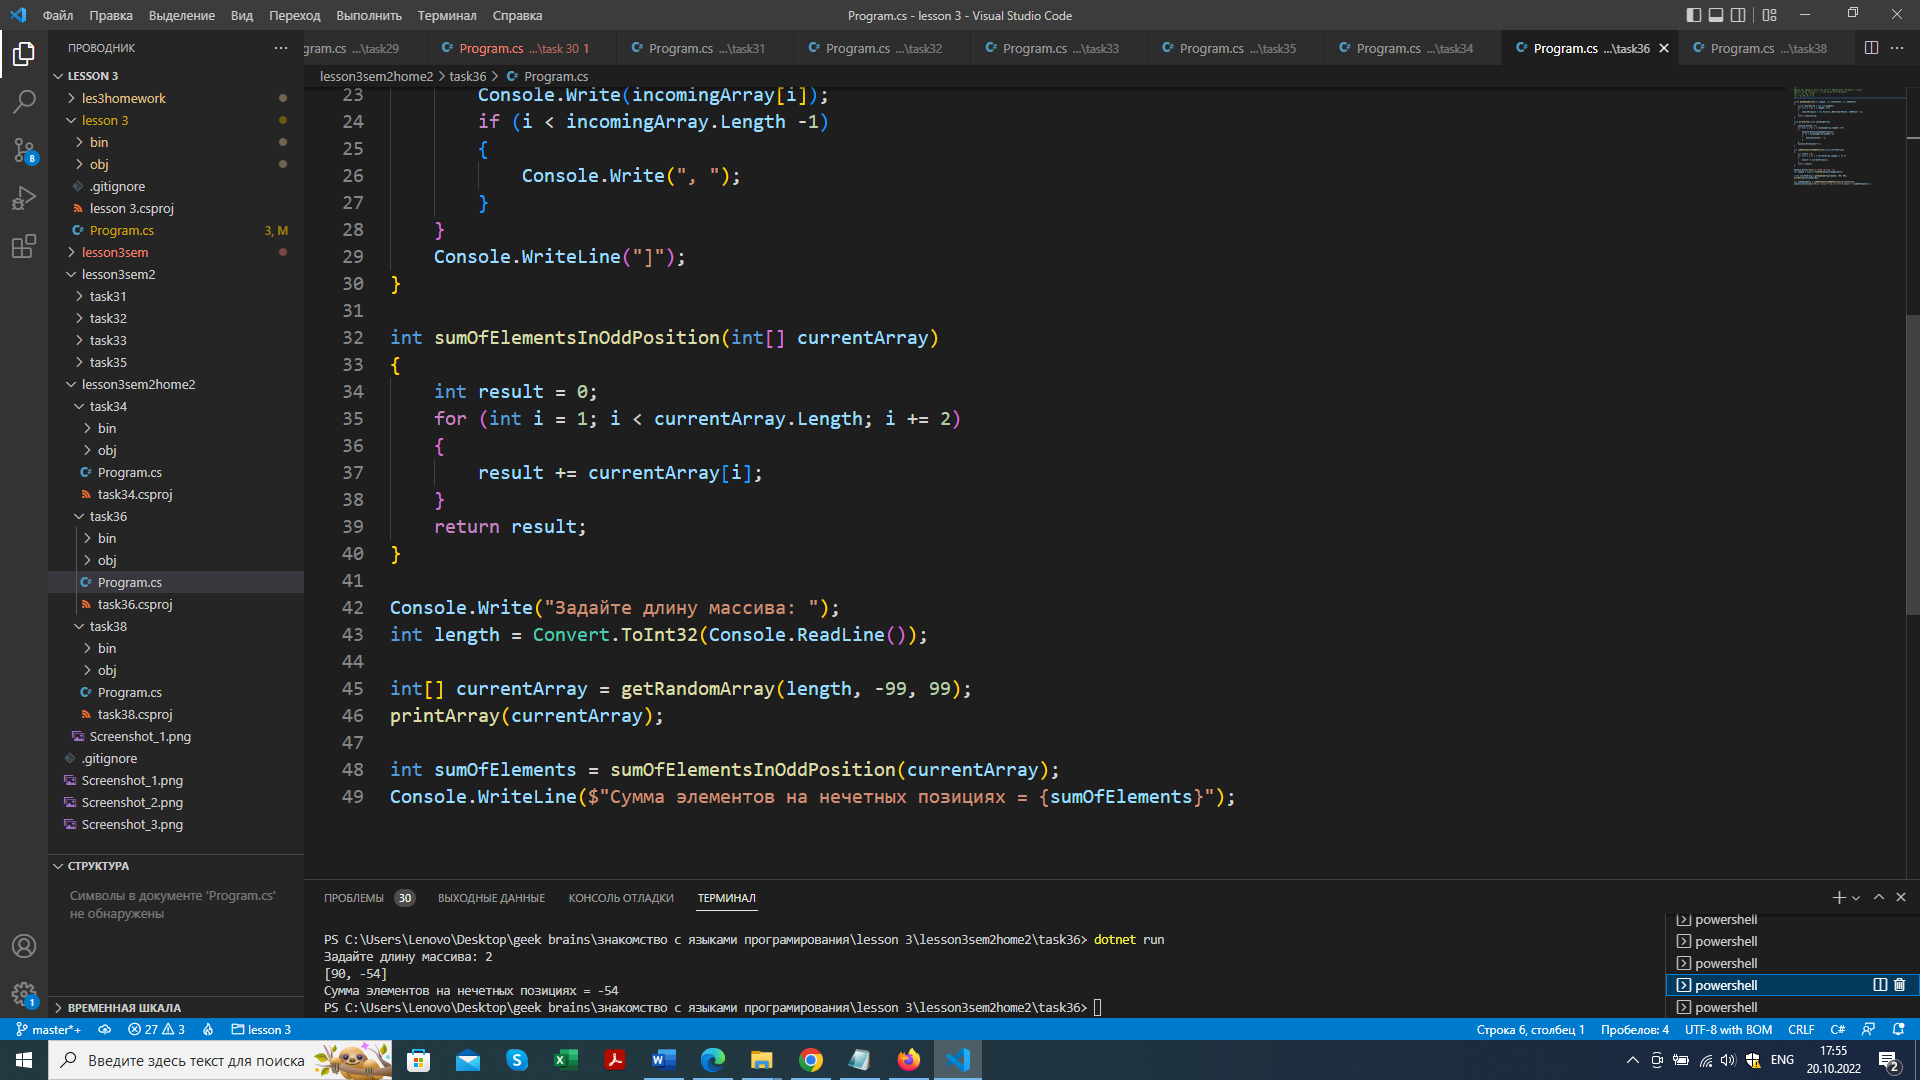 Файл Правка Выделение Вид Переход Выполнить Терминал Справка
Program.cs - lesson 3 - Visual Studio Code
ПРОВОДНИК
gram.cs ...\task29
Program.cs ...\task 30 1
Program.cs ...\task31
Program.cs ...\task32
Program.cs ...\task33
Program.cs ...\task35
Program.cs ...\task34
Program.cs ...\task36
Program.cs ...\task38
lesson3sem2home2 > task36 > Program.cs
LESSON 3
les3homework
lesson 3
bin
obj
.gitignore
lesson 3.csproj
Program.cs 3, M
lesson3sem
lesson3sem2
task31
task32
task33
task35
lesson3sem2home2
task34
bin
obj
Program.cs
task34.csproj
task36
bin
obj
Program.cs
task36.csproj
task38
bin
obj
Program.cs
task38.csproj
Screenshot_1.png
.gitignore
Screenshot_1.png
Screenshot_2.png
Screenshot_3.png
СТРУКТУРА
Символы в документе 'Program.cs'
не обнаружены
ВРЕМЕННАЯ ШКАЛА
8
1
23 Console.Write(incomingArray[i]);
24 if (i < incomingArray.Length -1)
25 {
26 Console.Write(", ");
27 }
28 }
29 Console.WriteLine("]");
30 }
31
32 int sumOfElementsInOddPosition(int[] currentArray)
33 {
34 int result = 0;
35 for (int i = 1; i < currentArray.Length; i += 2)
36 {
37 result += currentArray[i];
38 }
39 return result;
40 }
41
42 Console.Write("Задайте длину массива: ");
43 int length = Convert.ToInt32(Console.ReadLine());
44
45 int[] currentArray = getRandomArray(length, -99, 99);
46 printArray(currentArray);
47
48 int sumOfElements = sumOfElementsInOddPosition(currentArray);
49 Console.WriteLine($"Сумма элементов на нечетных позициях = {sumOfElements}");
ПРОБЛЕМЫ 30 ВЫХОДНЫЕ ДАННЫЕ КОНСОЛЬ ОТЛАДКИ ТЕРМИНАЛ
PS C:\Users\Lenovo\Desktop\geek brains\знакомство с языками програмирования\lesson 3\lesson3sem2home2\task36> dotnet run
Задайте длину массива: 2
[90, -54]
Сумма элементов на нечетных позициях = -54
PS C:\Users\Lenovo\Desktop\geek brains\знакомство с языками програмирования\lesson 3\lesson3sem2home2\task36>
powershell
powershell
powershell
powershell
powershell
master*+ 27 3 lesson 3
Строка 6, столбец 1 Пробелов: 4 UTF-8 with BOM CRLF C#
Введите здесь текст для поиска
ENG
17:55
20.10.2022
2